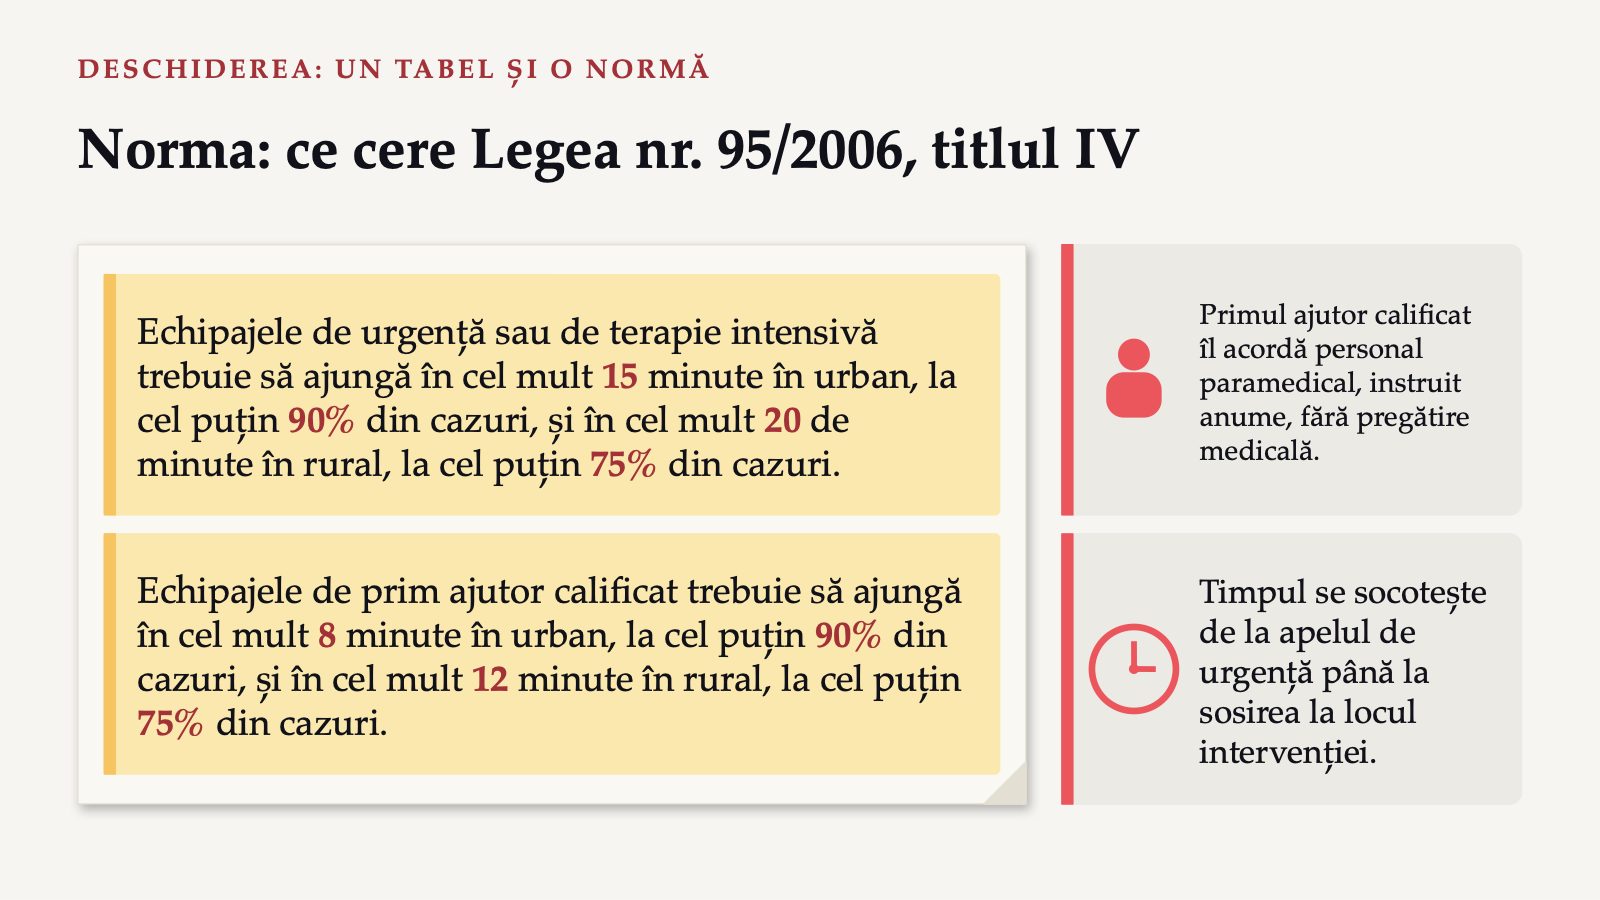 DESCHIDEREA: UN TABEL ȘI O NORMĂ
Norma: ce cere Legea nr. 95/2006, titlul IV
Echipajele de urgență sau de terapie intensivă
trebuie să ajungă în cel mult 15 minute în urban, la
cel puțin 90% din cazuri, și în cel mult 20 de
minute în rural, la cel puțin 75% din cazuri.
Echipajele de prim ajutor calificat trebuie să ajungă
în cel mult 8 minute în urban, la cel puțin 90% din
cazuri, și în cel mult 12 minute în rural, la cel puțin
75% din cazuri.
Primul ajutor calificat
îl acordă personal
paramedical, instruit
anume, fără pregătire
medicală.
Timpul se socotește
de la apelul de
urgență până la
sosirea la locul
intervenției.